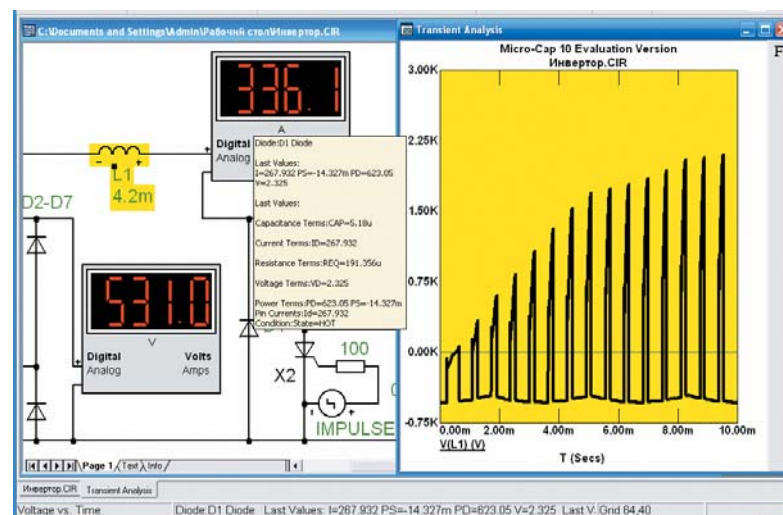 C:\Documents and Settings\Admin\Рабочий стол\Инвертор.CIR
336.1
A
Digital
Analog
L1
4.2m
D2-D7
531.0
V
Digital Volts
Analog Amps
Diode:D1 Diode
Last Values:
I=267.932 PS=-14.327m PD=623.05
V=2.325
Last Values:
Capacitance Terms:CAP=5.18u
Current Terms:ID=267.932
Resistance Terms:REQ=191.356u
Voltage Terms:VD=2.325
Power Terms:PD=623.05 PS=-14.327m
Pin Currents:Id=267.932
Condition:State=HOT
100
X2
IMPULSE
Page 1 Text Info
Transient Analysis
Micro-Cap 10 Evaluation Version
Инвертор.CIR
3.00K
2.25K
1.50K
0.75K
0.00K
-0.75K
0.00m 2.00m 4.00m 6.00m 8.00m 10.00m
V(L1) (V)
T (Secs)
F
Инвертор.CIR Transient Analysis
Voltage vs. Time Diode:D1 Diode Last Values: I=267.932 PS=-14.327m PD=623.05 V=2.325 Last V. Grid 64,40